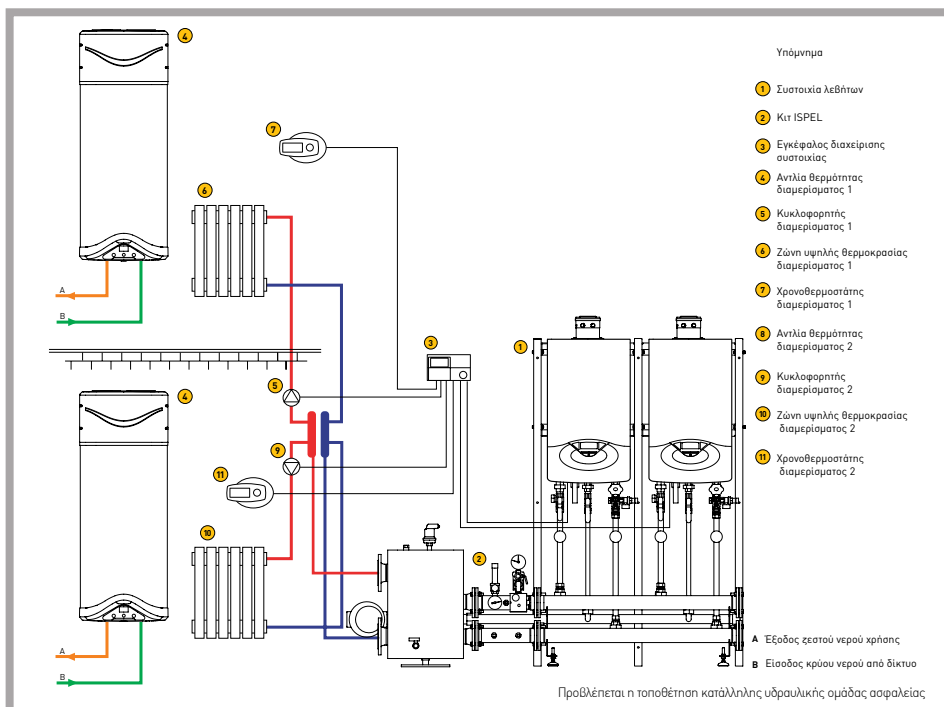 Υπόμνημα
1 Συστοιχία λεβήτων
2 Κιτ ISPEL
3 Εγκέφαλος διαχείρισης
συστοιχίας
4 Αντλία θερμότητας
διαμερίσματος 1
5 Κυκλοφορητής
διαμερίσματος 1
6 Ζώνη υψηλής θερμοκρασίας
διαμερίσματος 1
7 Χρονοθερμοστάτης
διαμερίσματος 1
8 Αντλία θερμότητας
διαμερίσματος 2
9 Κυκλοφορητής
διαμερίσματος 2
10 Ζώνη υψηλής θερμοκρασίας
διαμερίσματος 2
11 Χρονοθερμοστάτης
διαμερίσματος 2
4
7
6
A
B
3
1
5
4
9
11
10
2
A
B
A Έξοδος ζεστού νερού χρήσης
B Είσοδος κρύου νερού από δίκτυο
Προβλέπεται η τοποθέτηση κατάλληλης υδραυλικής ομάδας ασφαλείας